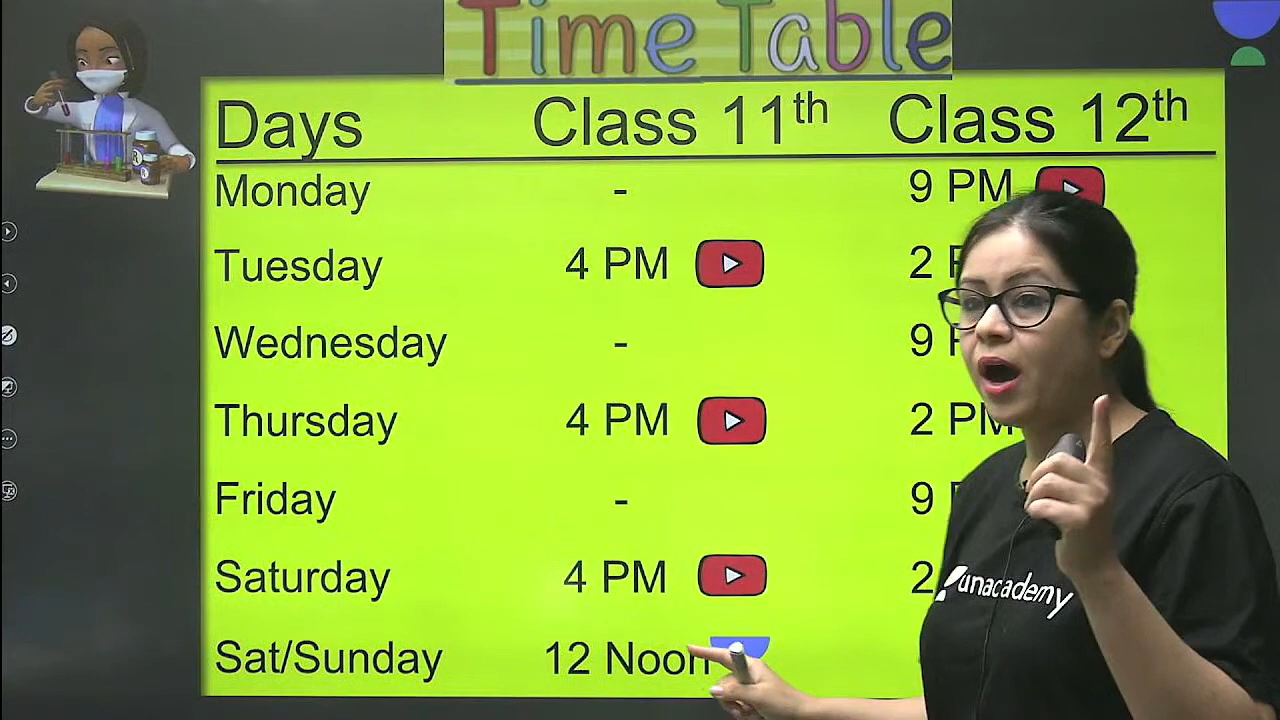 Time Table
Days Class 11th Class 12th
Monday - 9 PM
Tuesday 4 PM 2
Wednesday - 9
Thursday 4 PM 2 PM
Friday - 9
Saturday 4 PM 2
Sat/Sunday 12 Noon
unacademy